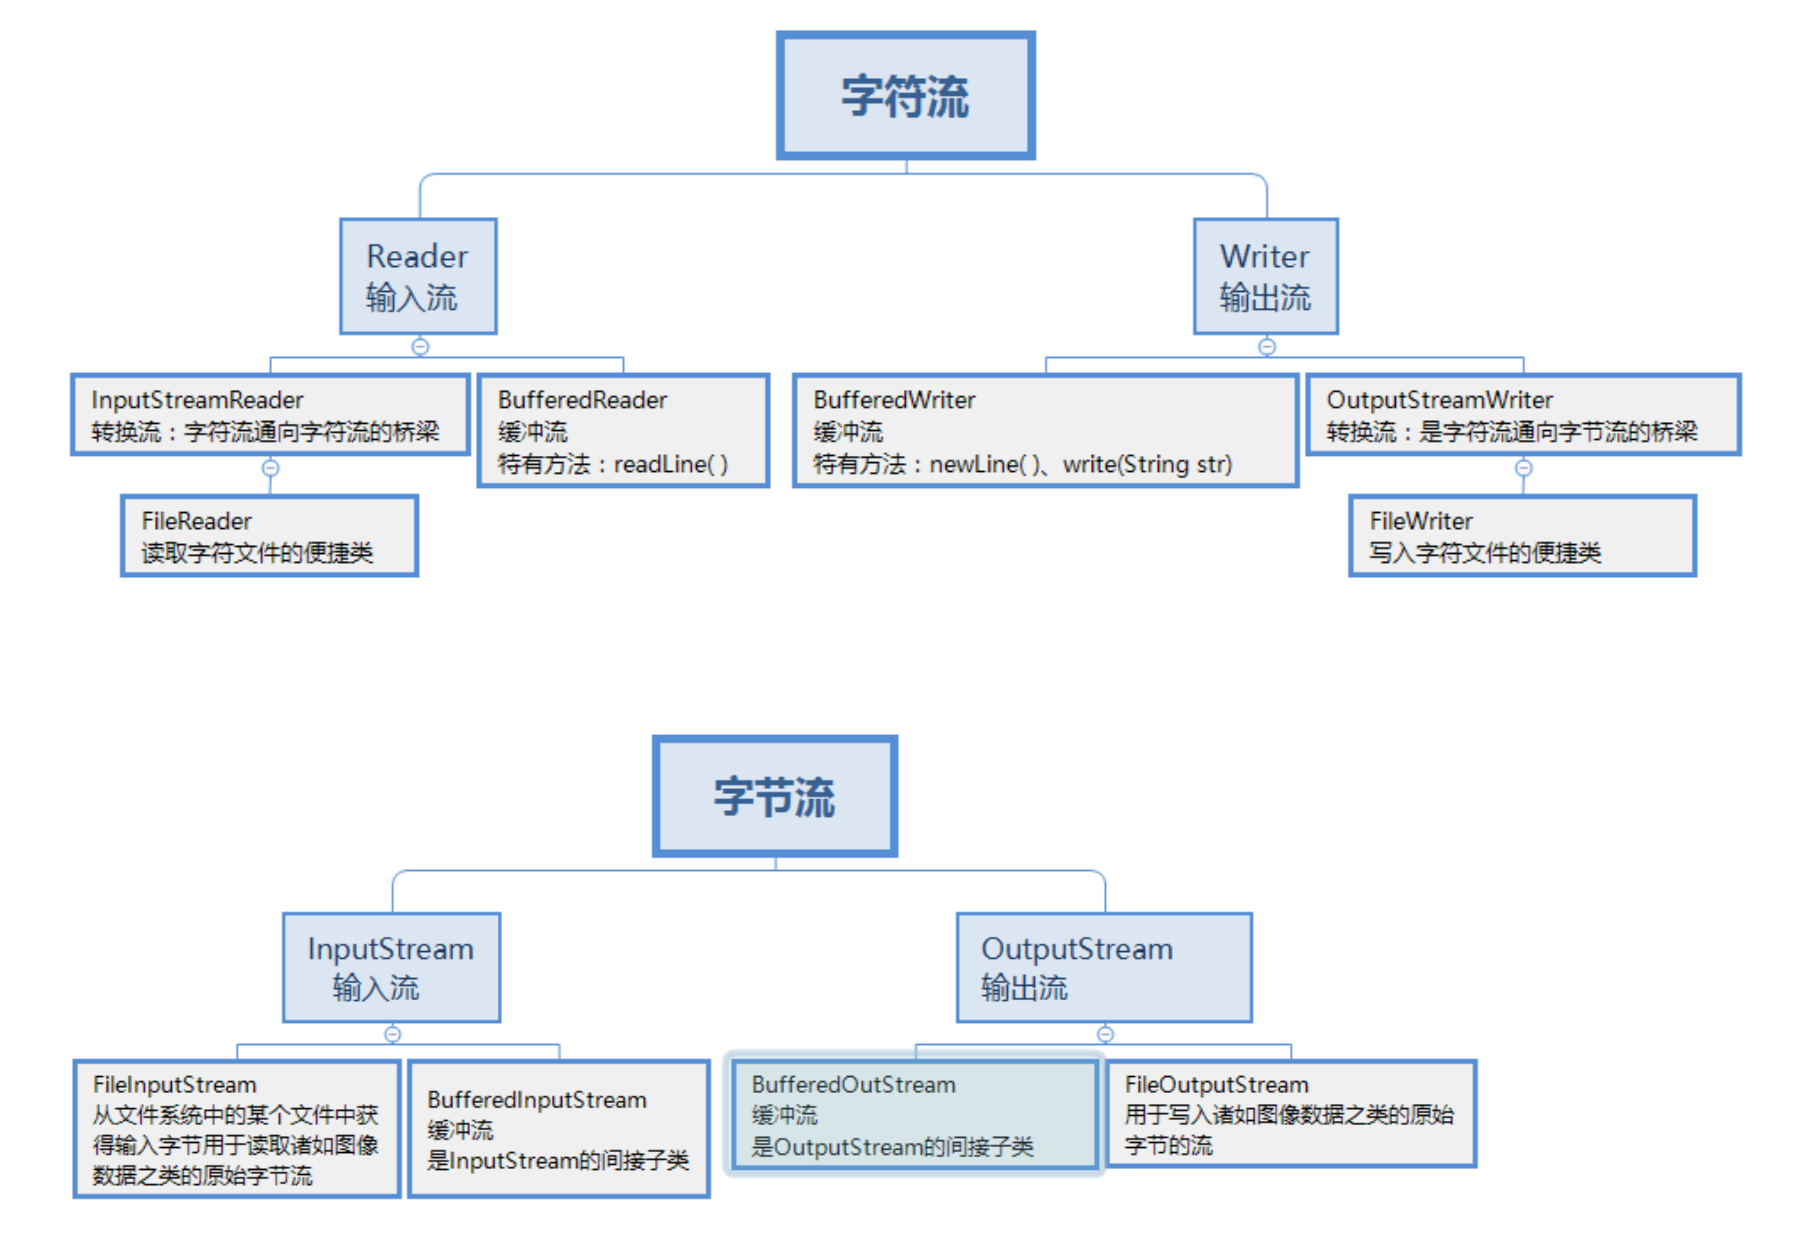 字符流
Reader
输入流
Writer
输出流
InputStreamReader
转换流：字符流通向字符流的桥梁
BufferedReader
缓冲流
特有方法：readLine( )
BufferedWriter
缓冲流
特有方法：newLine( )、write(String str)
OutputStreamWriter
转换流：是字符流通向字节流的桥梁
FileReader
读取字符文件的便捷类
FileWriter
写入字符文件的便捷类
字节流
InputStream
输入流
OutputStream
输出流
FileInputStream
从文件系统中的某个文件中获
得输入字节用于读取诸如图像
数据之类的原始字节流
BufferedInputStream
缓冲流
是InputStream的间接子类
BufferedOutStream
缓冲流
是OutputStream的间接子类
FileOutputStream
用于写入诸如图像数据之类的原始
字节的流